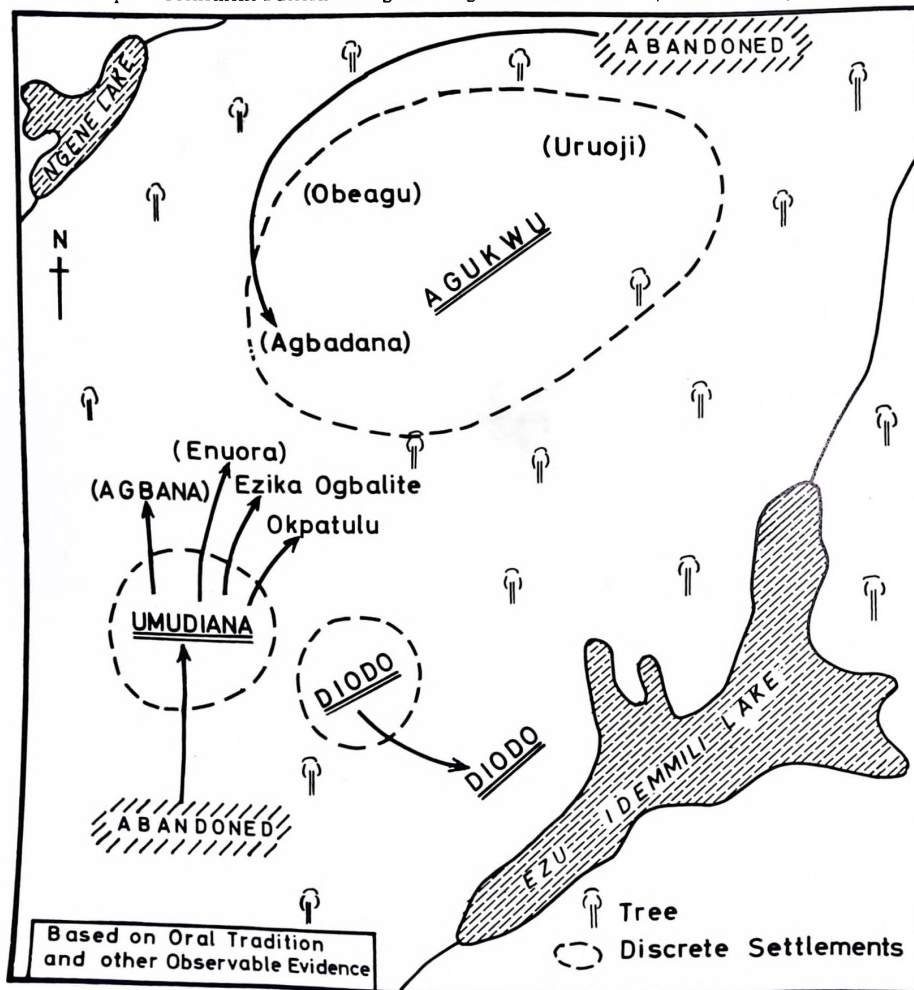 ABANDONED
NGENE LAKE
(Uruoji)
(Obeagu)
N
AGUKWU
(Agbadana)
(Enuora)
(AGBANA)
Ezika Ogbalite
Okpatulu
UMUDIANA
DIODO
DIODO
EZU IDEMMILI LAKE
ABANDONED
Tree
Discrete Settlements
Based on Oral Tradition
and other Observable Evidence